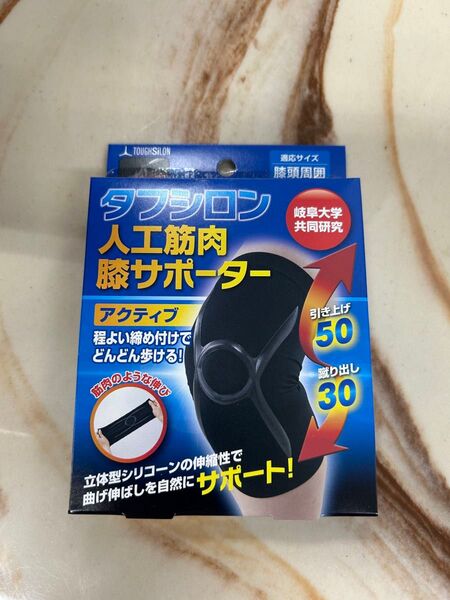 TOUGHSILON
適応サイズ
膝頭周囲
タフシロン
人工筋肉
膝サポーター
岐阜大学
共同研究
アクティブ
程よい締め付けで
どんどん歩ける!
引き上げ
50
蹴り出し
30
筋肉のような伸び
立体型シリコーンの伸縮性で
曲げ伸ばしを自然にサポート!